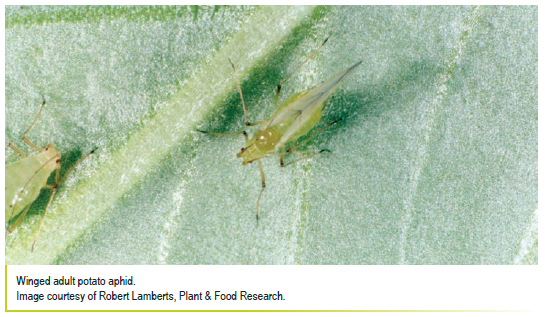 Winged adult potato aphid.
Image courtesy of Robert Lamberts, Plant & Food Research.